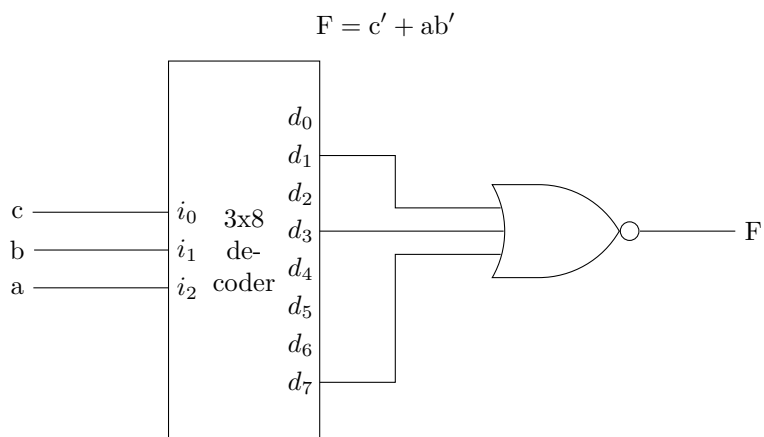 F = c′ + ab′
d0
d1
d2
d3
d4
d5
d6
d7
c
b
a
i0
i1
i2
3x8
de-
coder
F